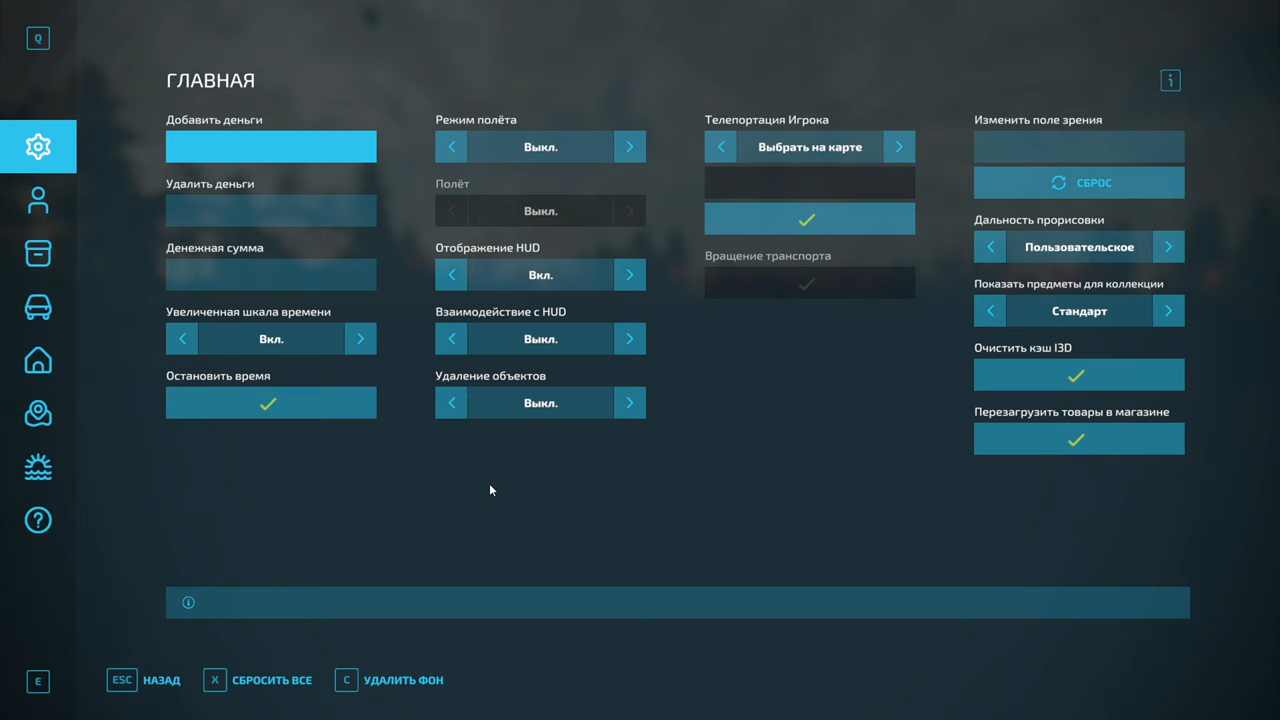 Q
ГЛАВНАЯ
Добавить деньги
Удалить деньги
Денежная сумма
Увеличенная шкала времени
Вкл.
Остановить время
Режим полёта
Выкл.
Полёт
Выкл.
Отображение HUD
Вкл.
Взаимодействие с HUD
Выкл.
Удаление объектов
Выкл.
Телепортация Игрока
Выбрать на карте
Вращение транспорта
Изменить поле зрения
СБРОС
Дальность прорисовки
Пользовательское
Показать предметы для коллекции
Стандарт
Очистить кэш I3D
Перезагрузить товары в магазине
E
ESC НАЗАД X СБРОСИТЬ ВСЕ C УДАЛИТЬ ФОН